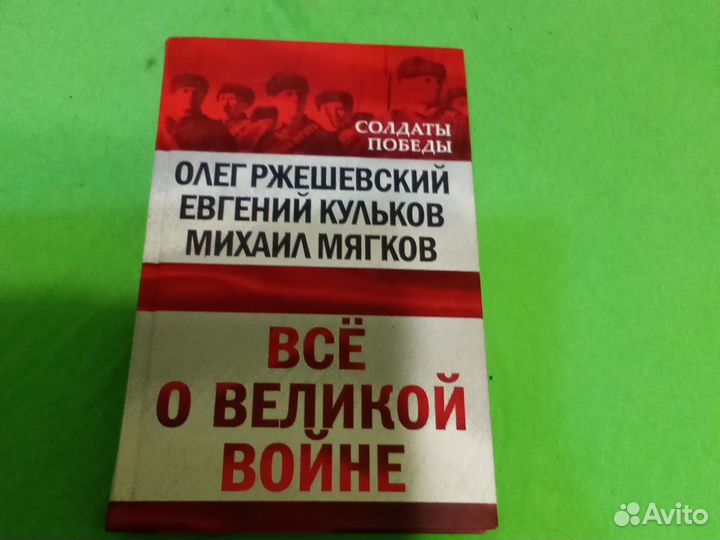 СОЛДАТЫ
ПОБЕДЫ
ОЛЕГ РЖЕШЕВСКИЙ
ЕВГЕНИЙ КУЛЬКОВ
МИХАИЛ МЯГКОВ
ВСЁ
О ВЕЛИКОЙ
ВОЙНЕ
Avito